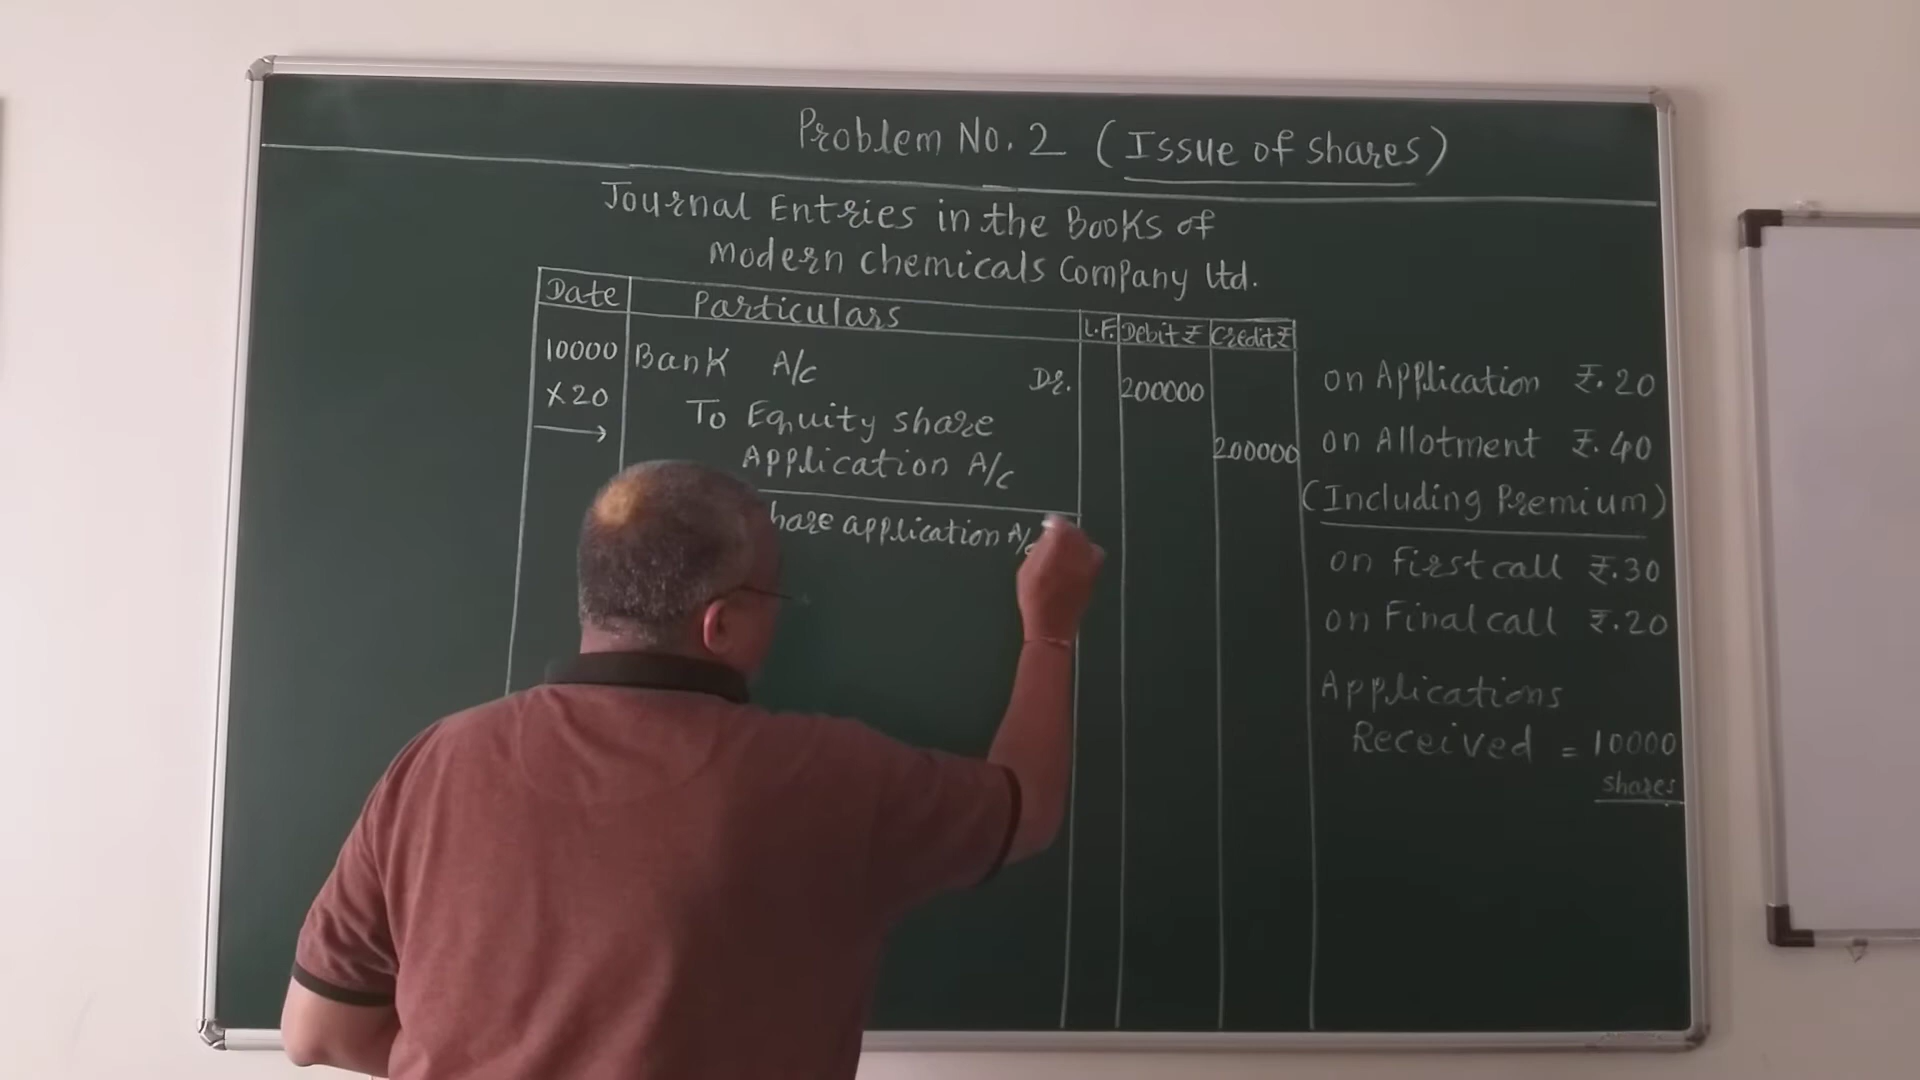 Problem No. 2 (Issue of shares)
Journal Entries in the Books of
Modern Chemicals Company Ltd.
Date Particulars L.F. Debit ₹ Credit ₹
10000 Bank A/c Dr. 200000
X 20 To Equity share
Application A/c 200000
share application A/c
on Application ₹. 20
on Allotment ₹. 40
(Including Premium)
on First call ₹. 30
on Final call ₹. 20
Applications
Received = 10000
shares